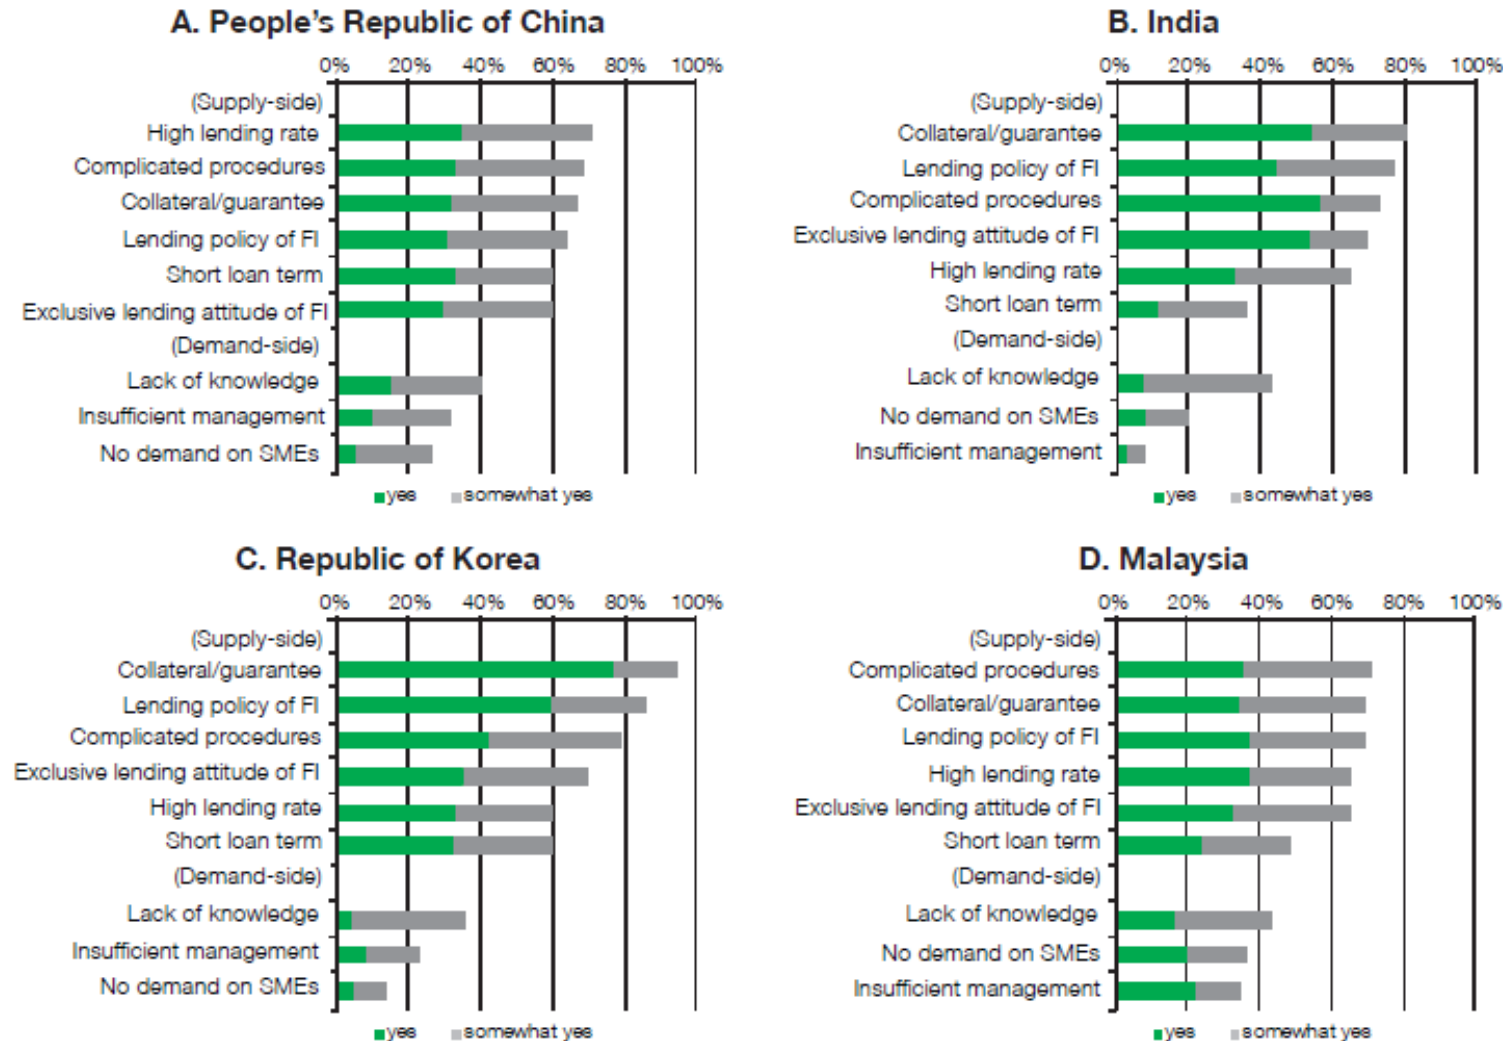 A. People's Republic of China
0% 20% 40% 60% 80% 100%
(Supply-side)
High lending rate
Complicated procedures
Collateral/guarantee
Lending policy of FI
Short loan term
Exclusive lending attitude of FI
(Demand-side)
Lack of knowledge
Insufficient management
No demand on SMEs
yes somewhat yes
B. India
0% 20% 40% 60% 80% 100%
(Supply-side)
Collateral/guarantee
Lending policy of FI
Complicated procedures
Exclusive lending attitude of FI
High lending rate
Short loan term
(Demand-side)
Lack of knowledge
No demand on SMEs
Insufficient management
yes somewhat yes
C. Republic of Korea
0% 20% 40% 60% 80% 100%
(Supply-side)
Collateral/guarantee
Lending policy of FI
Complicated procedures
Exclusive lending attitude of FI
High lending rate
Short loan term
(Demand-side)
Lack of knowledge
Insufficient management
No demand on SMEs
yes somewhat yes
D. Malaysia
0% 20% 40% 60% 80% 100%
(Supply-side)
Complicated procedures
Collateral/guarantee
Lending policy of FI
High lending rate
Exclusive lending attitude of FI
Short loan term
(Demand-side)
Lack of knowledge
No demand on SMEs
Insufficient management
yes somewhat yes